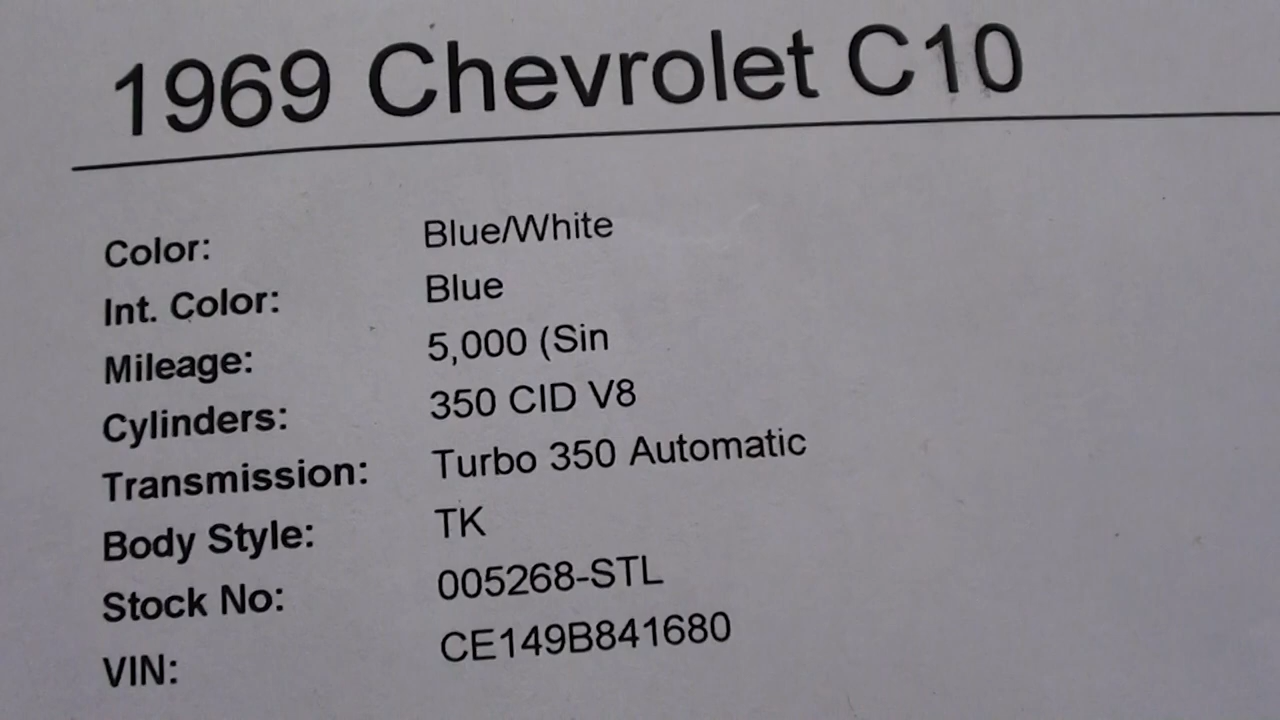 1969 Chevrolet C10
Color: Blue/White
Int. Color: Blue
Mileage: 5,000 (Sin
Cylinders: 350 CID V8
Transmission: Turbo 350 Automatic
Body Style: TK
Stock No: 005268-STL
VIN: CE149B841680